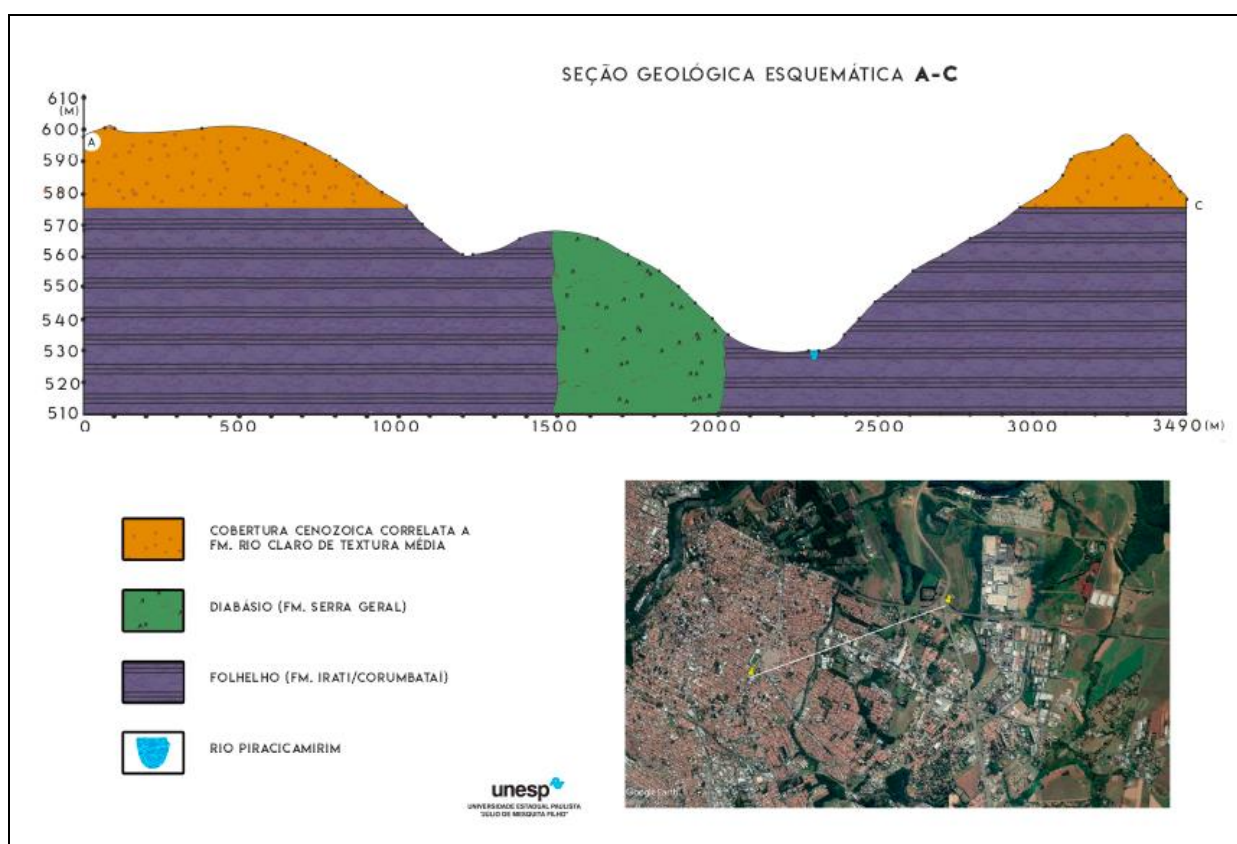 SEÇÃO GEOLÓGICA ESQUEMÁTICA A-C
610
(M)
600
590
580
570
560
550
540
530
520
510
A
C
0 500 1000 1500 2000 2500 3000 3490 (M)
COBERTURA CENOZOICA CORRELATA A
FM. RIO CLARO DE TEXTURA MÉDIA
DIABÁSIO (FM. SERRA GERAL)
FOLHELHO (FM. IRATI/CORUMBATAÍ)
RIO PIRACICAMIRIM
unesp
UNIVERSIDADE ESTADUAL PAULISTA
"JÚLIO DE MESQUITA FILHO"
Google Earth